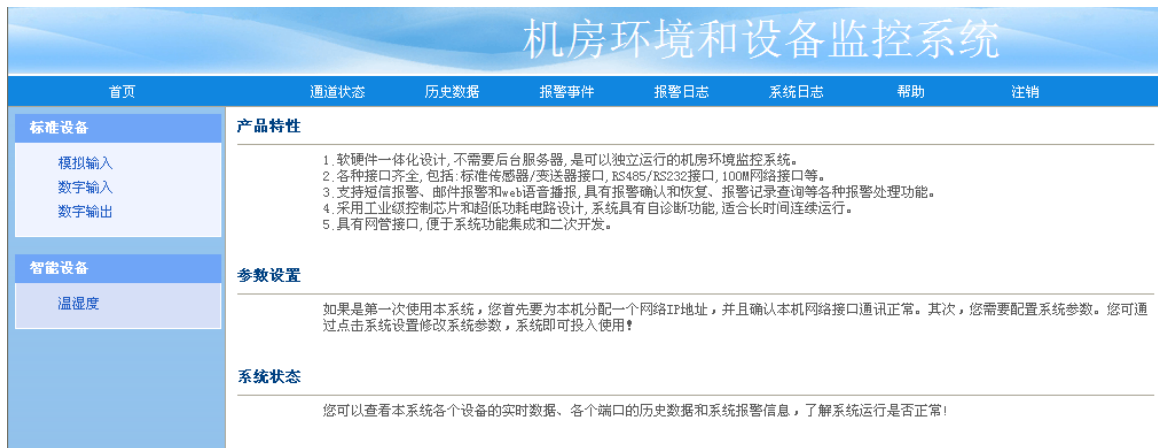 机房环境和设备监控系统
首页 通道状态 历史数据 报警事件 报警日志 系统日志 帮助 注销
标准设备
模拟输入
数字输入
数字输出
智能设备
温湿度
产品特性
1.软硬件一体化设计,不需要后台服务器,是可以独立运行的机房环境监控系统。
2.各种接口齐全,包括:标准传感器/变送器接口,RS485/RS232接口,100M网络接口等。
3.支持短信报警、邮件报警和web语音播报,具有报警确认和恢复、报警记录查询等各种报警处理功能。
4.采用工业级控制芯片和超低功耗电路设计,系统具有自诊断功能,适合长时间连续运行。
5.具有网管接口,便于系统功能集成和二次开发。
参数设置
如果是第一次使用本系统，您首先要为本机分配一个网络IP地址，并且确认本机网络接口通讯正常。其次，您需要配置系统参数。您可通
过点击系统设置修改系统参数，系统即可投入使用！
系统状态
您可以查看本系统各个设备的实时数据、各个端口的历史数据和系统报警信息，了解系统运行是否正常!